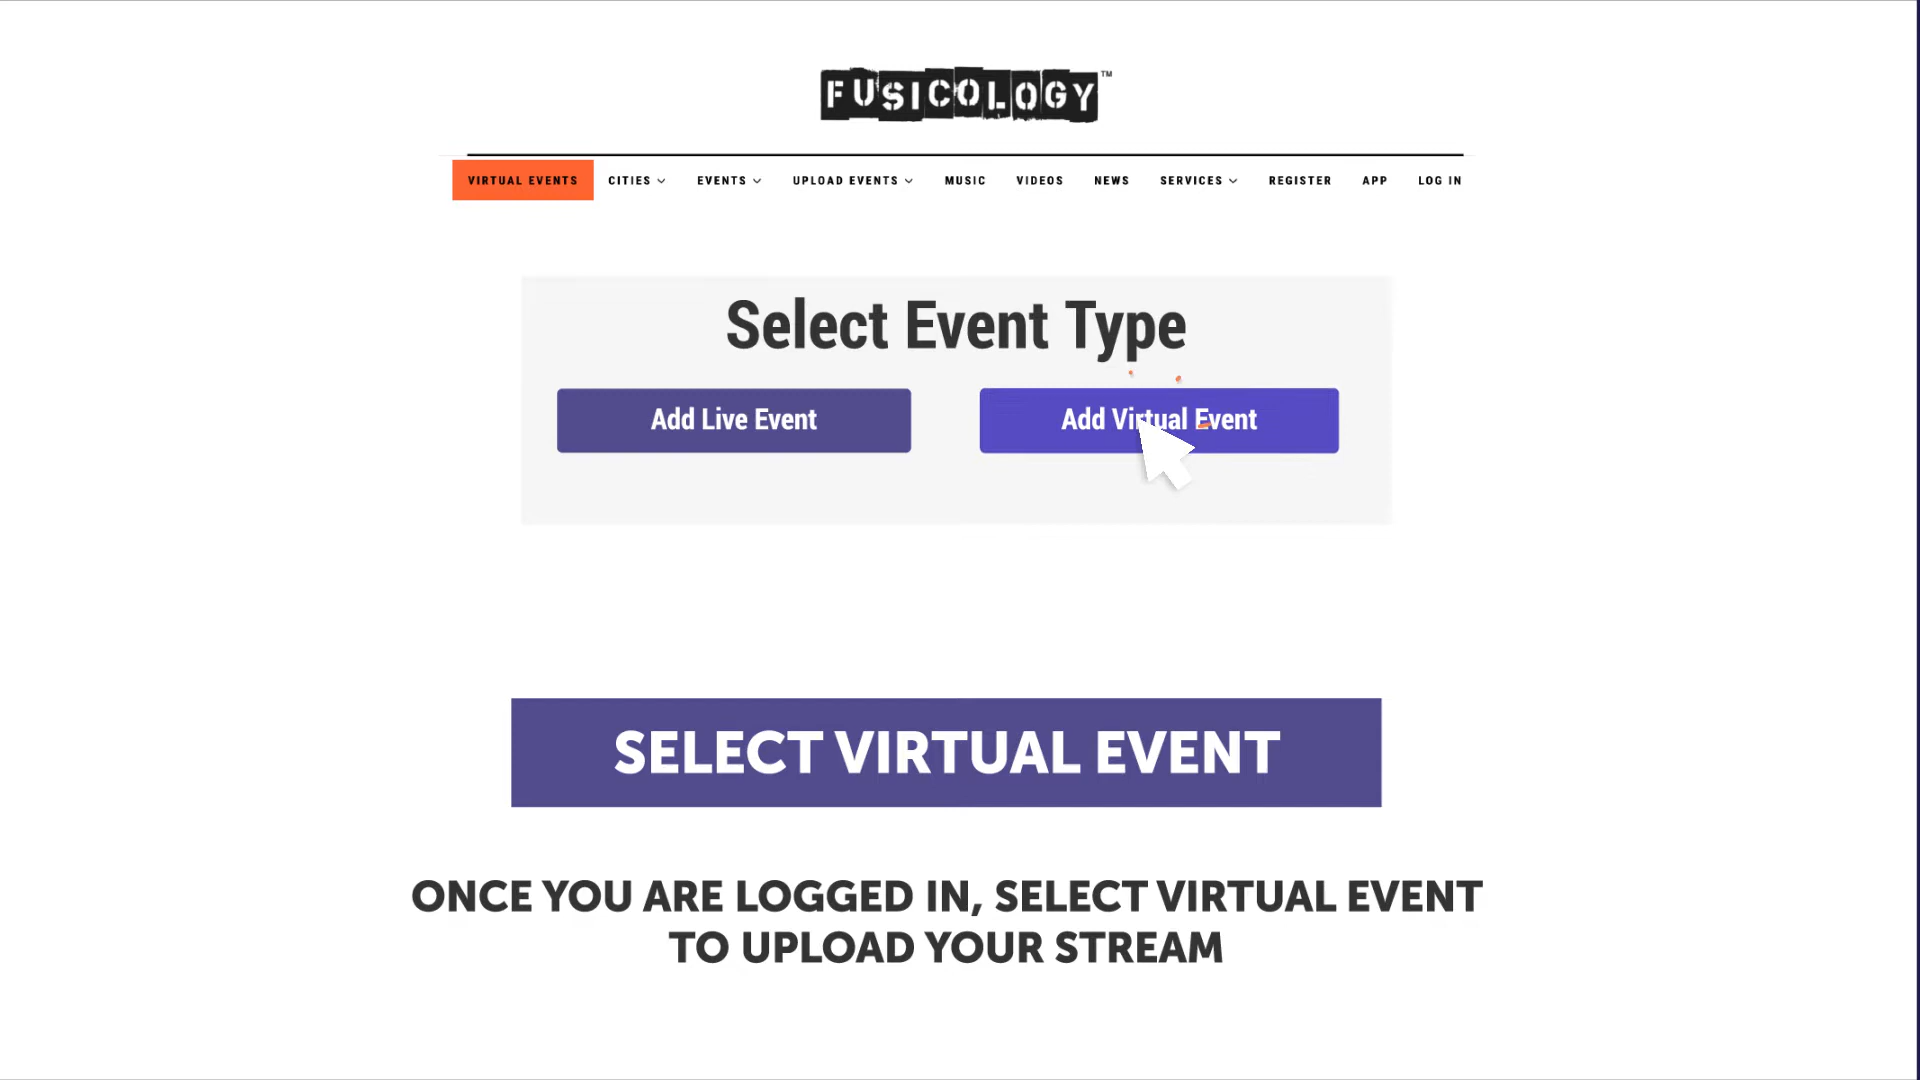 FUSICOLOGY™
VIRTUAL EVENTS CITIES EVENTS UPLOAD EVENTS MUSIC VIDEOS NEWS SERVICES REGISTER APP LOG IN
Select Event Type
Add Live Event Add Virtual Event
SELECT VIRTUAL EVENT
ONCE YOU ARE LOGGED IN, SELECT VIRTUAL EVENT
TO UPLOAD YOUR STREAM